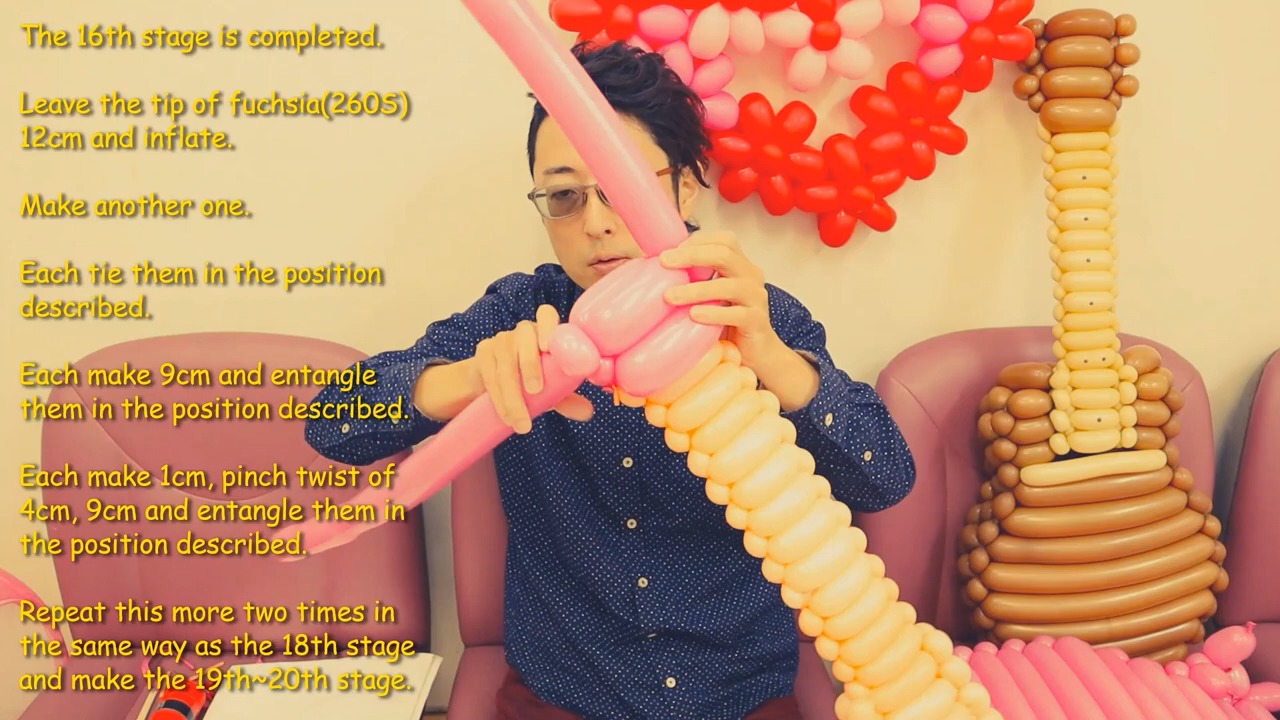 The 16th stage is completed.
Leave the tip of fuchsia(260S)
12cm and inflate.
Make another one.
Each tie them in the position
described.
Each make 9cm and entangle
them in the position described.
Each make 1cm, pinch twist of
4cm, 9cm and entangle them in
the position described.
Repeat this more two times in
the same way as the 18th stage
and make the 19th~20th stage.